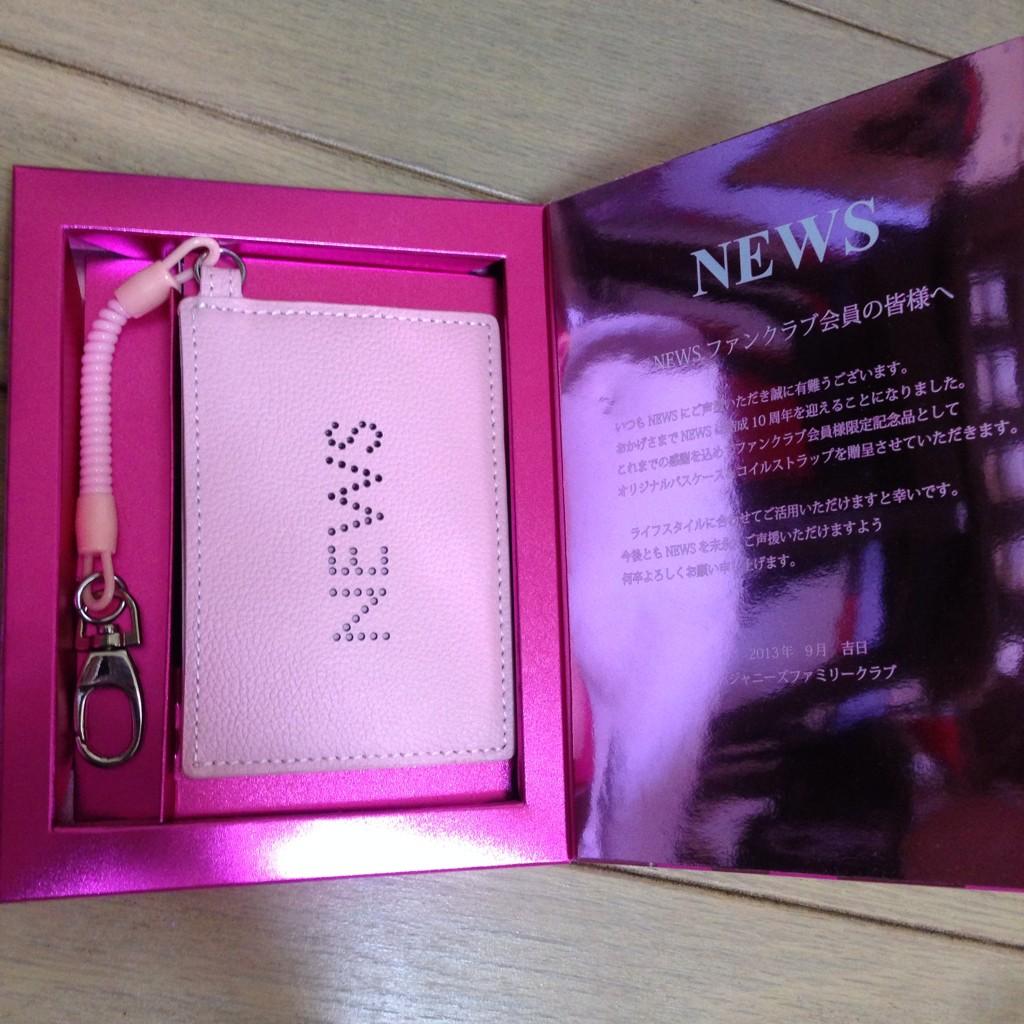 NEWS
NEWS
NEWS ファンクラブ会員の皆様へ
いつも NEWS にご声援いただき誠に有難うございます。
おかげさまで NEWS は結成 10 周年を迎えることになりました。
これまでの感謝を込めファンクラブ会員様限定記念品として
オリジナルパスケース コイルストラップを贈呈させていただきます。
ライフスタイルに合わせてご活用いただけますと幸いです。
今後とも NEWS を末永 ご声援いただけますよう
何卒よろしくお願い申し上げます。
2013年 9月 吉日
ジャニーズファミリークラブ